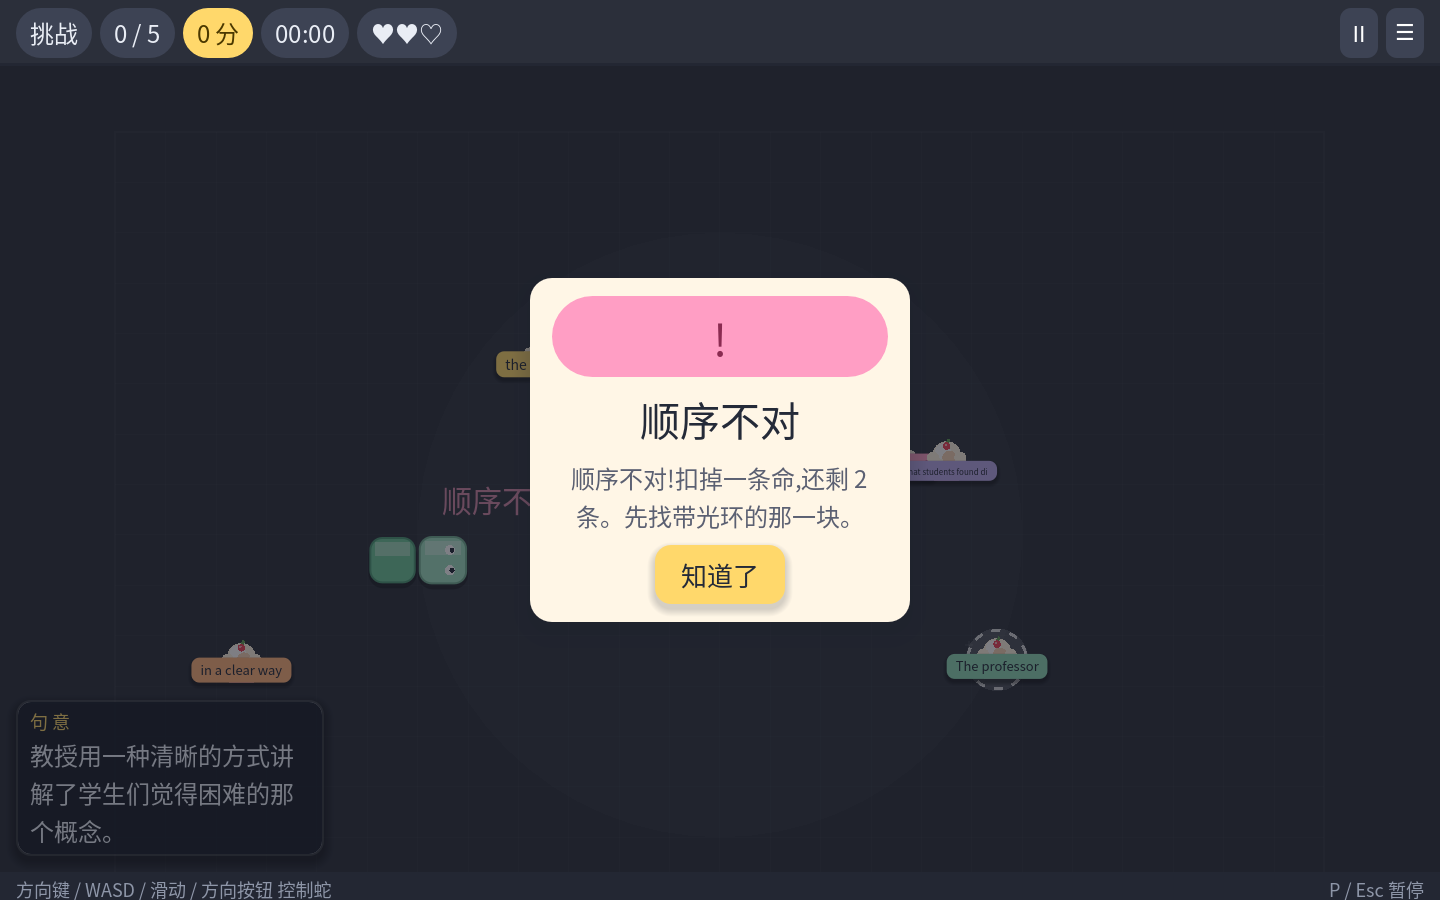 挑战
0 / 5
0 分
00:00
the
顺序不
in a clear way
hat students found di
The professor
!
顺序不对
顺序不对!扣掉一条命,还剩 2
条。先找带光环的那一块。
知道了
句 意
教授用一种清晰的方式讲
解了学生们觉得困难的那
个概念。
方向键 / WASD / 滑动 / 方向按钮 控制蛇
P / Esc 暂停